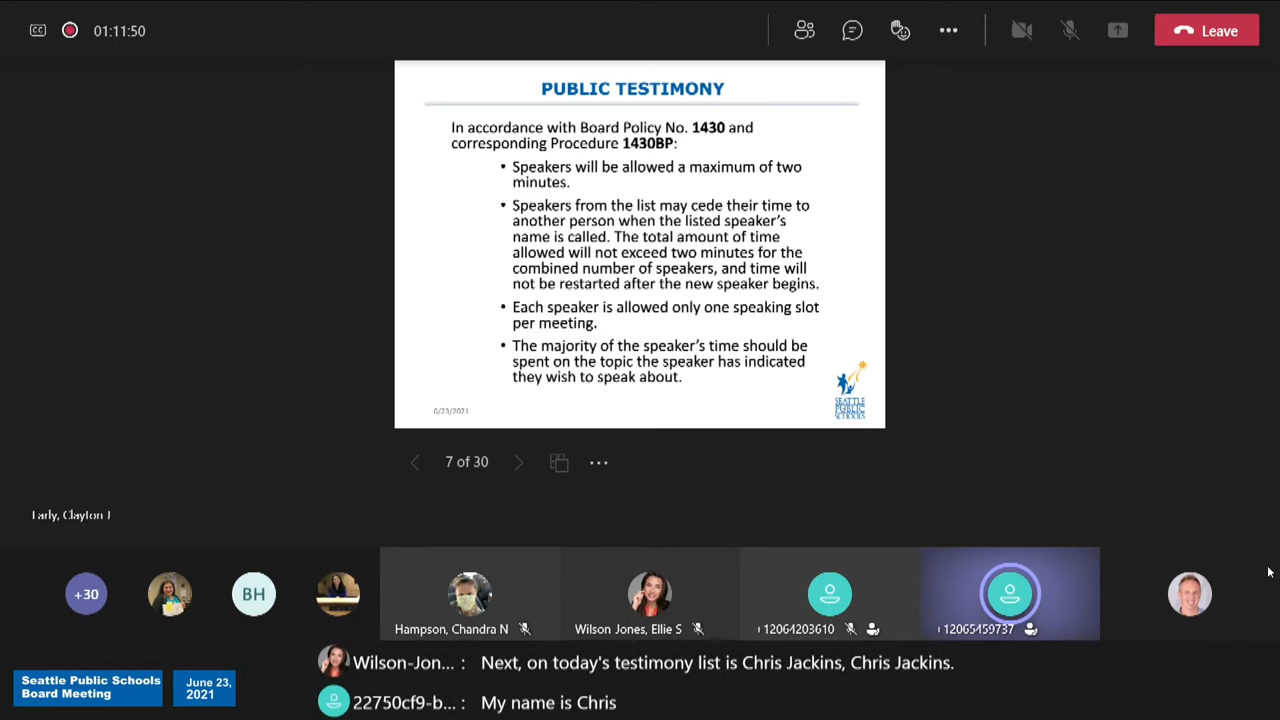 01:11:50
Leave
PUBLIC TESTIMONY
In accordance with Board Policy No. 1430 and
corresponding Procedure 1430BP:
• Speakers will be allowed a maximum of two
minutes.
• Speakers from the list may cede their time to
another person when the listed speaker's
name is called. The total amount of time
allowed will not exceed two minutes for the
combined number of speakers, and time will
not be restarted after the new speaker begins.
• Each speaker is allowed only one speaking slot
per meeting.
• The majority of the speaker's time should be
spent on the topic the speaker has indicated
they wish to speak about.
6/23/2021
SEATTLE
PUBLIC
SCHOOLS
7 of 30
Clayton J
+30
BH
Hampson, Chandra N
Wilson Jones, Ellie S
12064203610
12065459737
Wilson-Jon... : Next, on today's testimony list is Chris Jackins, Chris Jackins.
22750cf9-b... : My name is Chris
Seattle Public Schools
Board Meeting
June 23,
2021